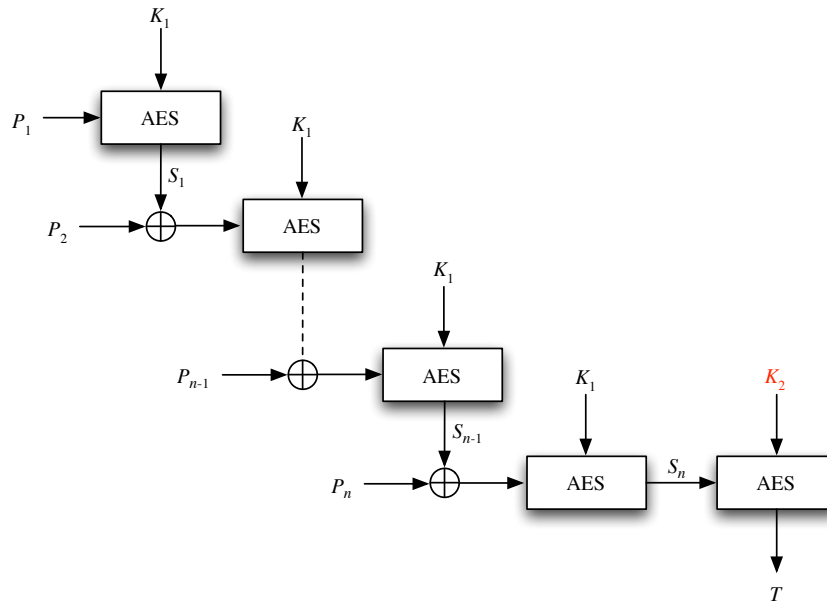 K₁
AES
P₁
S₁
K₁
P₂
AES
K₁
Pₙ₋₁
AES
K₁
K₂
Sₙ₋₁
Pₙ
AES
Sₙ
AES
T